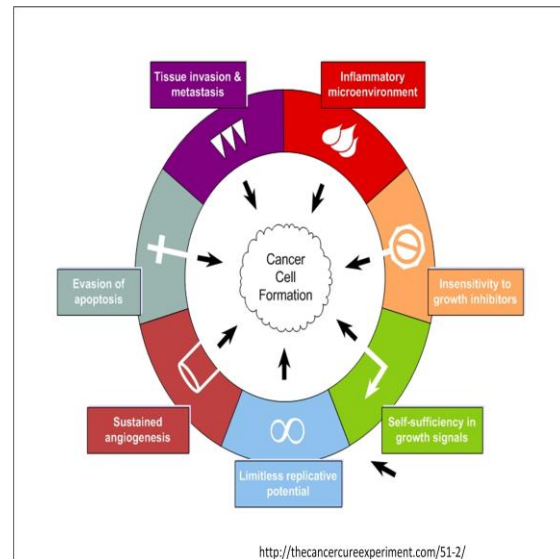 Tissue invasion &
metastasis
Inflammatory
microenvironment
Cancer
Cell
Formation
Evasion of
apoptosis
Insensitivity to
growth inhibitors
Sustained
angiogenesis
Self-sufficiency in
growth signals
Limitless replicative
potential
http://thecancercureexperiment.com/51-2/